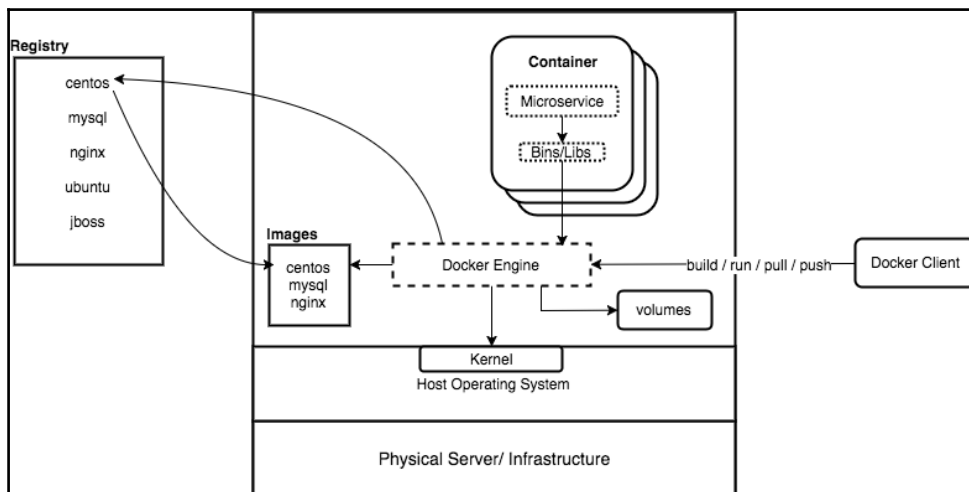 Registry
centos
mysql
nginx
ubuntu
jboss
Container
Microservice
Bins/Libs
Images
centos
mysql
nginx
Docker Engine
build / run / pull / push
Docker Client
volumes
Kernel
Host Operating System
Physical Server/ Infrastructure